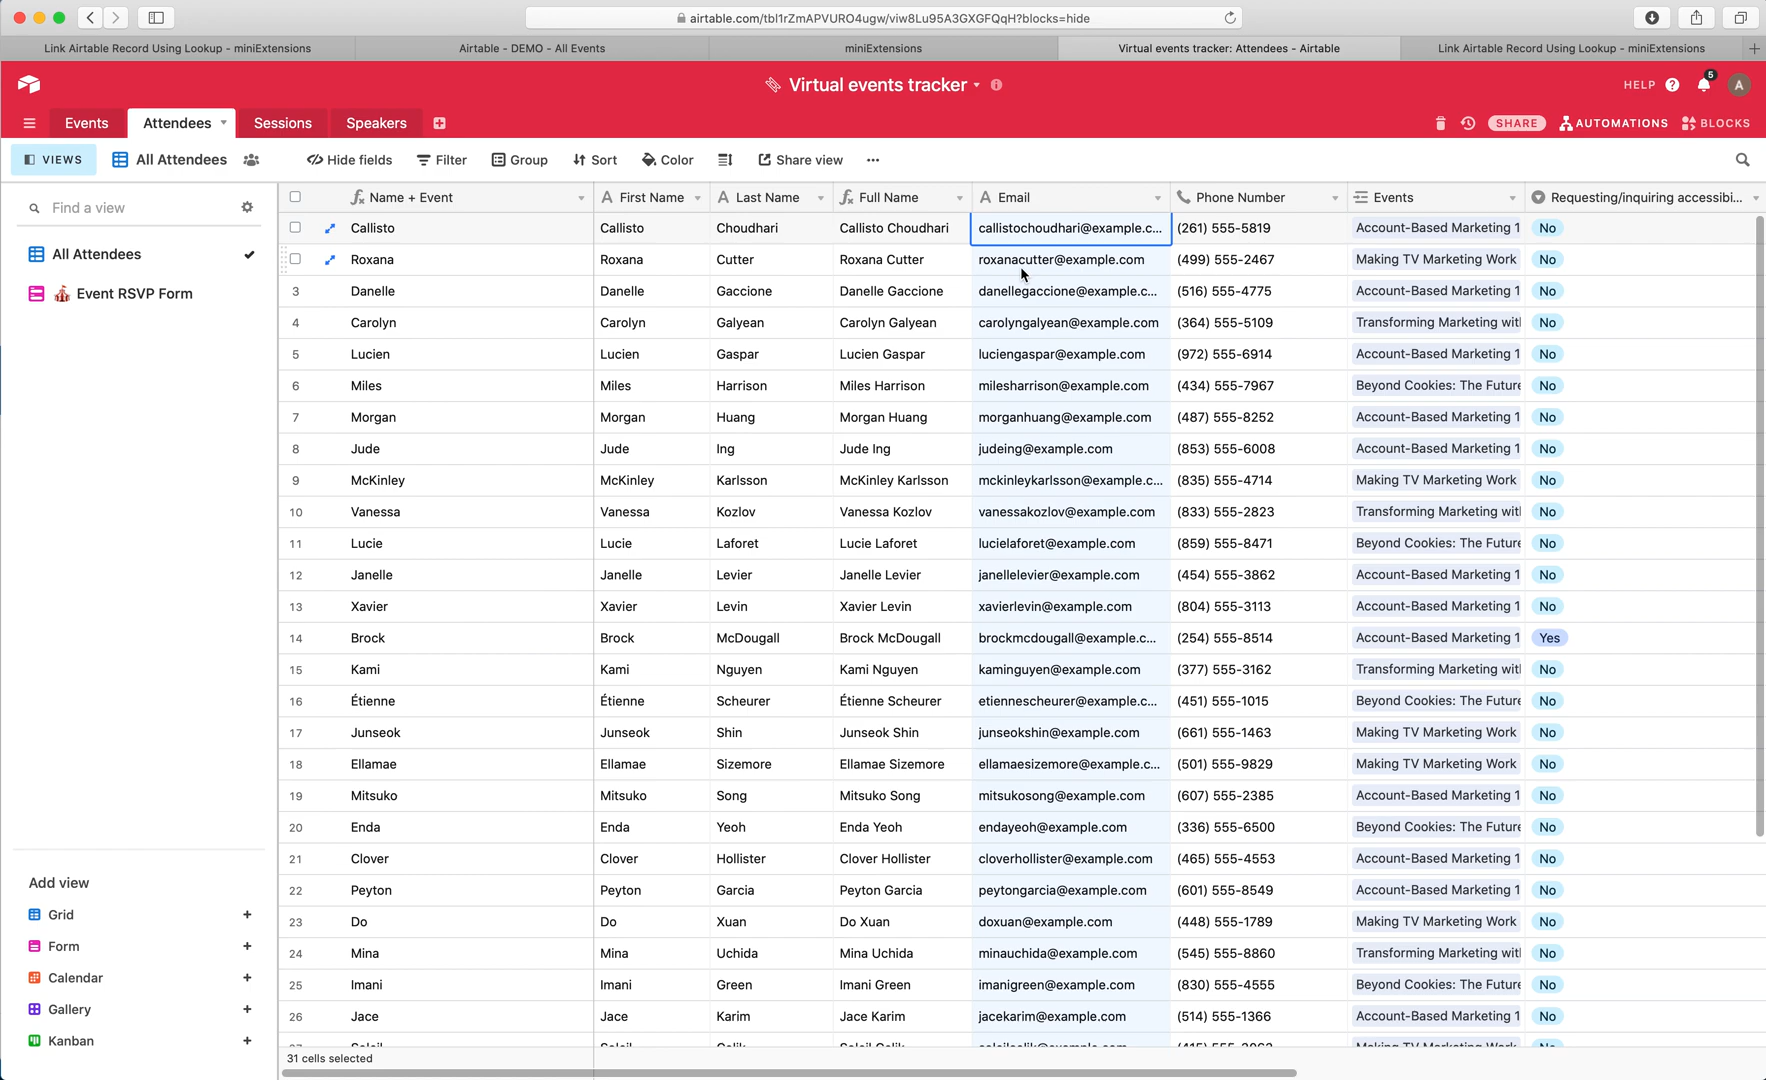 airtable.com/tbl1rZmAPVURO4ugw/viw8Lu95A3GXGFQqH?blocks=hide
Link Airtable Record Using Lookup - miniExtensions
Airtable - DEMO - All Events
miniExtensions
Virtual events tracker: Attendees - Airtable
Link Airtable Record Using Lookup - miniExtensions
Virtual events tracker
HELP
5
A
Events
Attendees
Sessions
Speakers
SHARE
AUTOMATIONS
BLOCKS
VIEWS
All Attendees
Hide fields
Filter
Group
Sort
Color
Share view
Find a view
All Attendees
Event RSVP Form
Add view
Grid
Form
Calendar
Gallery
Kanban
Name + Event First Name Last Name Full Name Email Phone Number Events Requesting/inquiring accessibi...
Callisto Callisto Choudhari Callisto Choudhari callistochoudhari@example.c... (261) 555-5819 Account-Based Marketing 1 No
Roxana Roxana Cutter Roxana Cutter roxanacutter@example.com (499) 555-2467 Making TV Marketing Work No
3 Danelle Danelle Gaccione Danelle Gaccione danellegaccione@example.c... (516) 555-4775 Account-Based Marketing 1 No
4 Carolyn Carolyn Galyean Carolyn Galyean carolyngalyean@example.com (364) 555-5109 Transforming Marketing wit No
5 Lucien Lucien Gaspar Lucien Gaspar luciengaspar@example.com (972) 555-6914 Account-Based Marketing 1 No
6 Miles Miles Harrison Miles Harrison milesharrison@example.com (434) 555-7967 Beyond Cookies: The Future No
7 Morgan Morgan Huang Morgan Huang morganhuang@example.com (487) 555-8252 Account-Based Marketing 1 No
8 Jude Jude Ing Jude Ing judeing@example.com (853) 555-6008 Account-Based Marketing 1 No
9 McKinley McKinley Karlsson McKinley Karlsson mckinleykarlsson@example.c... (835) 555-4714 Making TV Marketing Work No
10 Vanessa Vanessa Kozlov Vanessa Kozlov vanessakozlov@example.com (833) 555-2823 Transforming Marketing wit No
11 Lucie Lucie Laforet Lucie Laforet lucielaforet@example.com (859) 555-8471 Beyond Cookies: The Future No
12 Janelle Janelle Levier Janelle Levier janellelevier@example.com (454) 555-3862 Account-Based Marketing 1 No
13 Xavier Xavier Levin Xavier Levin xavierlevin@example.com (804) 555-3113 Account-Based Marketing 1 No
14 Brock Brock McDougall Brock McDougall brockmcdougall@example.c... (254) 555-8514 Account-Based Marketing 1 Yes
15 Kami Kami Nguyen Kami Nguyen kaminguyen@example.com (377) 555-3162 Transforming Marketing wit No
16 Étienne Étienne Scheurer Étienne Scheurer etiennescheurer@example.c... (451) 555-1015 Beyond Cookies: The Future No
17 Junseok Junseok Shin Junseok Shin junseokshin@example.com (661) 555-1463 Making TV Marketing Work No
18 Ellamae Ellamae Sizemore Ellamae Sizemore ellamaesizemore@example.c... (501) 555-9829 Making TV Marketing Work No
19 Mitsuko Mitsuko Song Mitsuko Song mitsukosong@example.com (607) 555-2385 Account-Based Marketing 1 No
20 Enda Enda Yeoh Enda Yeoh endayeoh@example.com (336) 555-6500 Beyond Cookies: The Future No
21 Clover Clover Hollister Clover Hollister cloverhollister@example.com (465) 555-4553 Account-Based Marketing 1 No
22 Peyton Peyton Garcia Peyton Garcia peytongarcia@example.com (601) 555-8549 Account-Based Marketing 1 No
23 Do Do Xuan Do Xuan doxuan@example.com (448) 555-1789 Making TV Marketing Work No
24 Mina Mina Uchida Mina Uchida minauchida@example.com (545) 555-8860 Transforming Marketing wit No
25 Imani Imani Green Imani Green imanigreen@example.com (830) 555-4555 Beyond Cookies: The Future No
26 Jace Jace Karim Jace Karim jacekarim@example.com (514) 555-1366 Account-Based Marketing 1 No
31 cells selected